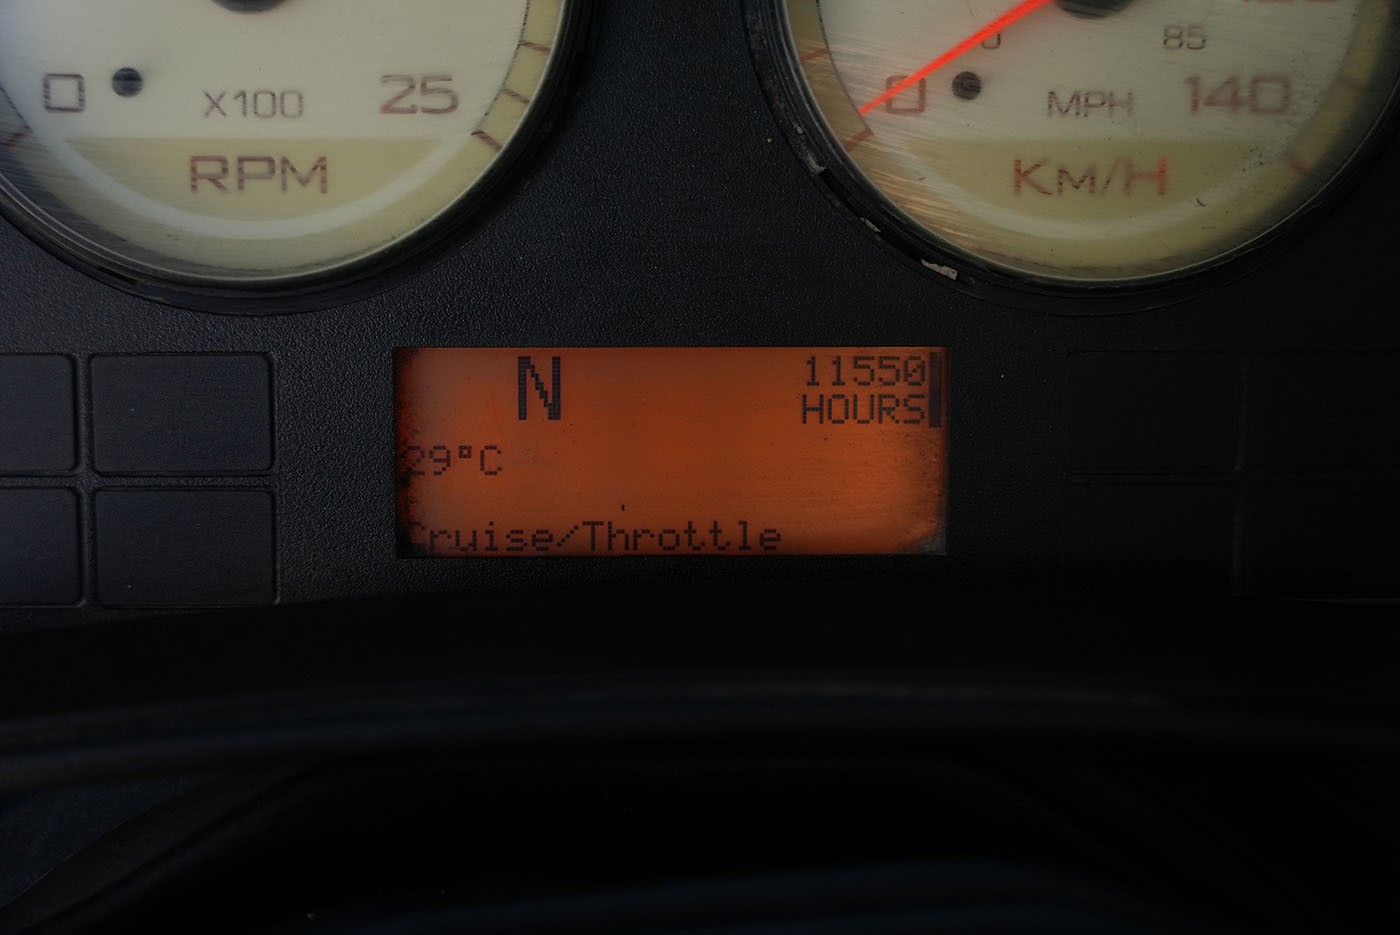 0 X100 25
RPM
85
0 MPH 140
KM/H
N 11550
HOURS
29°C
Cruise/Throttle